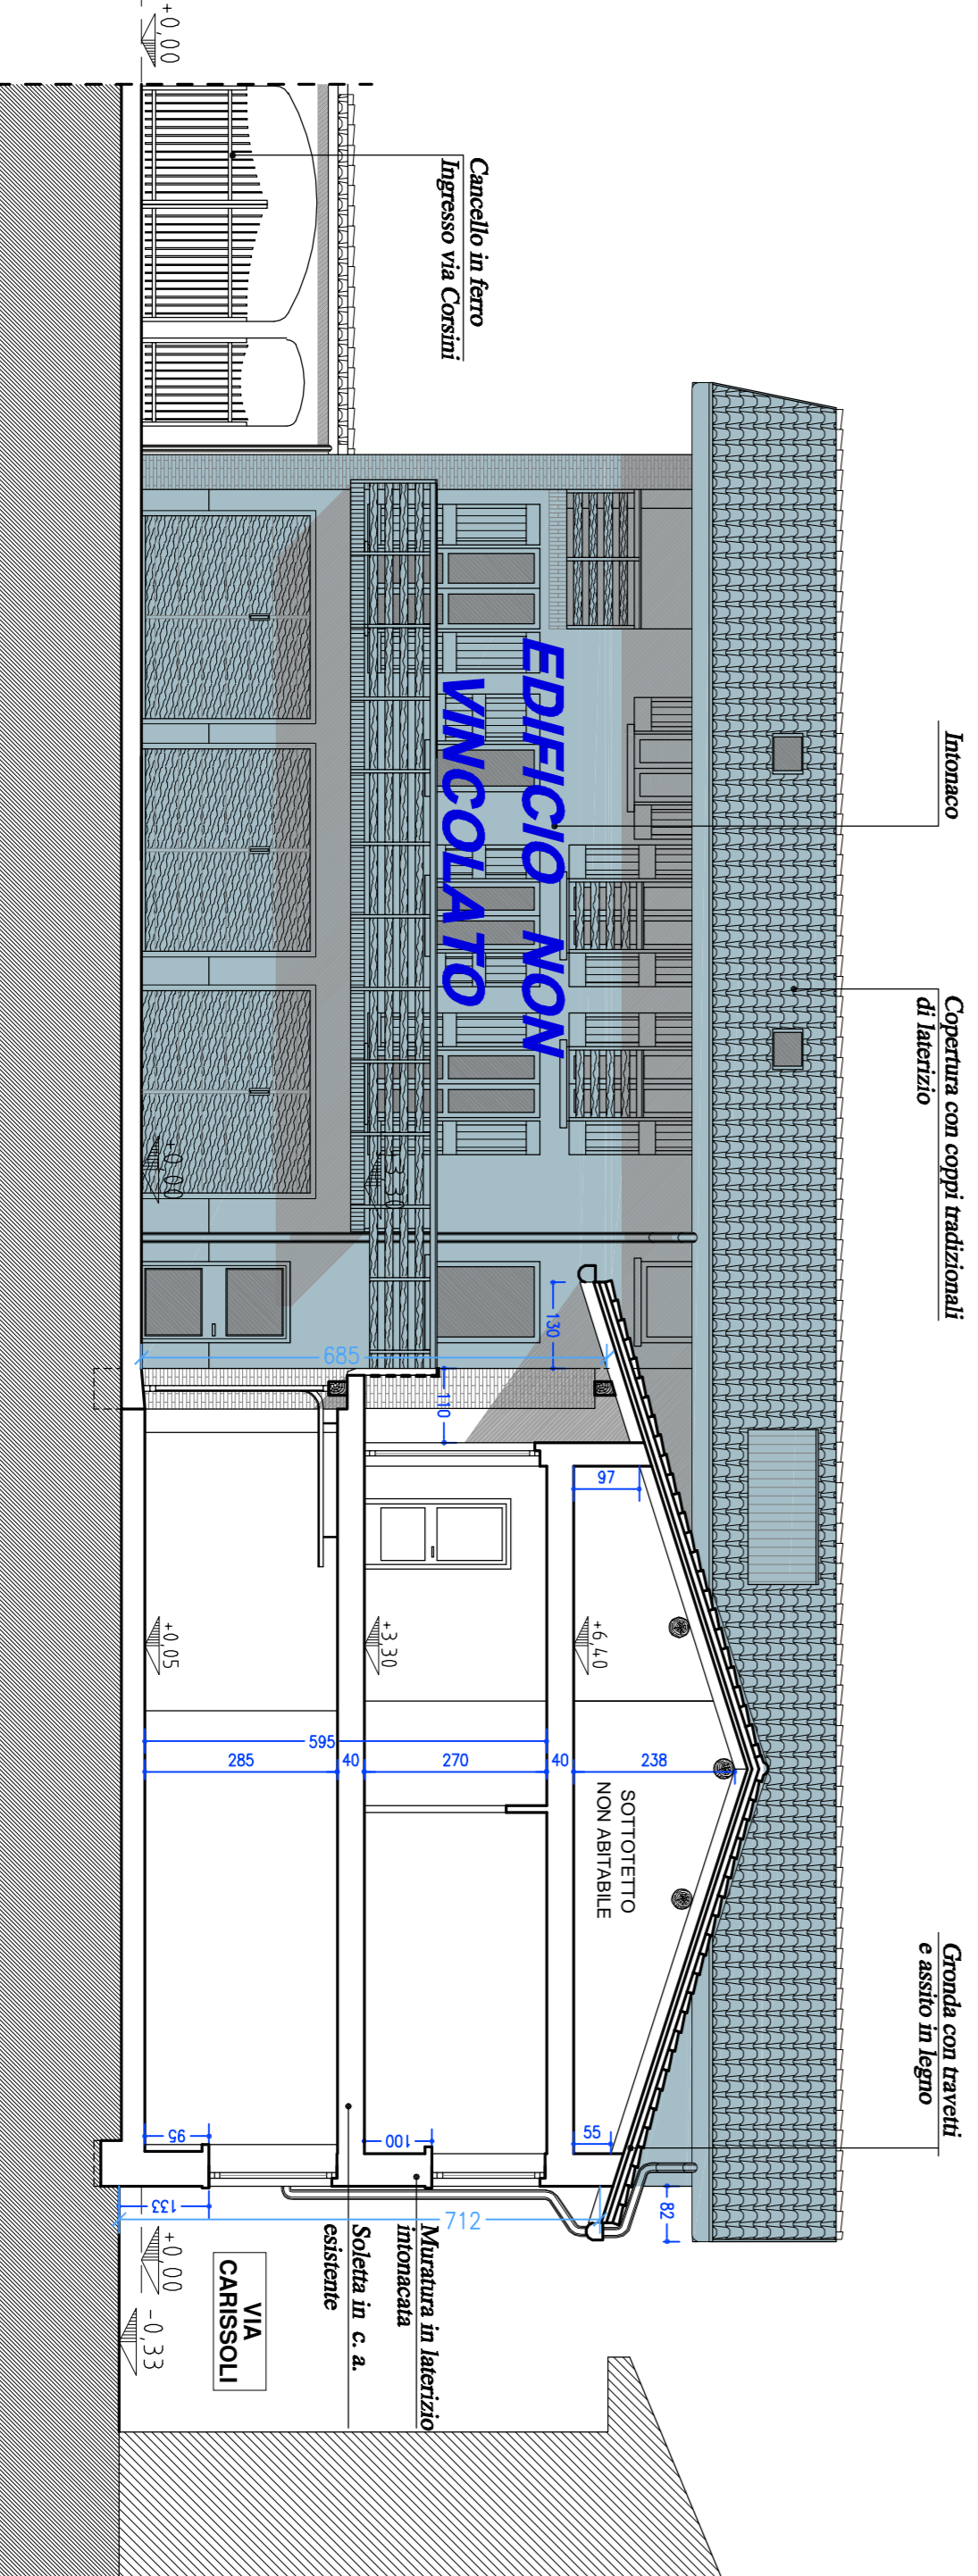 Intonaco
Copertura con coppi tradizionali
di laterizio
Gronda con travetti
e assito in legno
Cancello in ferro
Ingresso via Corsini
EDIFICIO NON
VINCOLATO
+0,00
+0,00
+3,30
130
110
685
97
+6,40
+3,30
+0,05
238
40
270
40
285
595
SOTTOTETTO
NON ABITABILE
55
100
95
133
82
712
Muratura in laterizio
intonacata
Soletta in c. a.
esistente
VIA
CARISSOLI
+0,00
-0,33